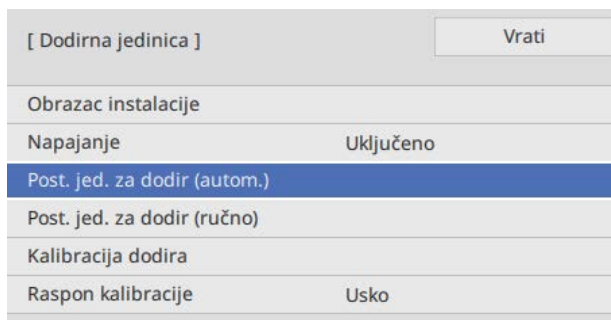 [ Dodirna jedinica ] Vrati
Obrazac instalacije
Napajanje Uključeno
Post. jed. za dodir (autom.)
Post. jed. za dodir (ručno)
Kalibracija dodira
Raspon kalibracije Usko